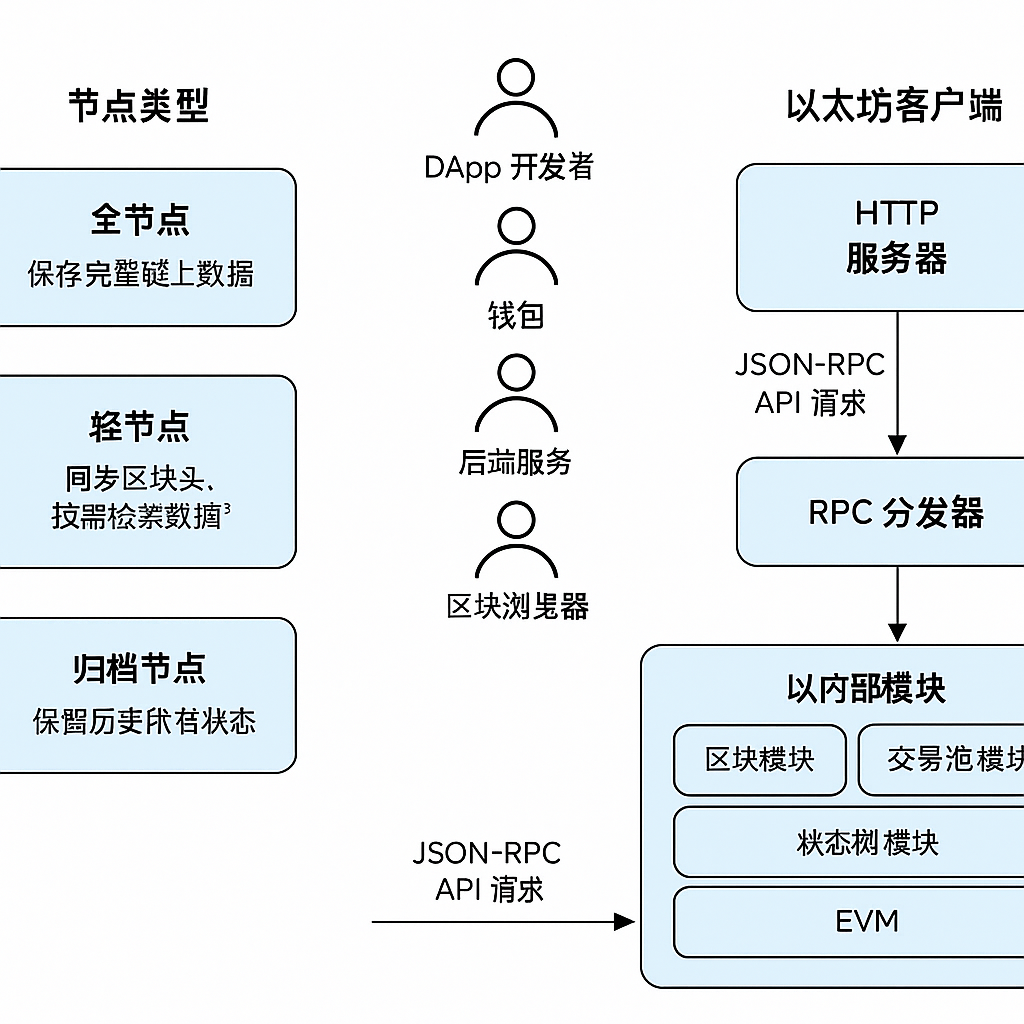 节点类型
全节点
保存完整链上数据
轻节点
同步区块头、
按需检索数据³
归档节点
保留历史所有状态
DApp 开发者
钱包
后端服务
区块浏览器
JSON-RPC
API 请求
以太坊客户端
HTTP
服务器
JSON-RPC
API 请求
RPC 分发器
以内部模块
区块模块
交易池模块
状态树模块
EVM